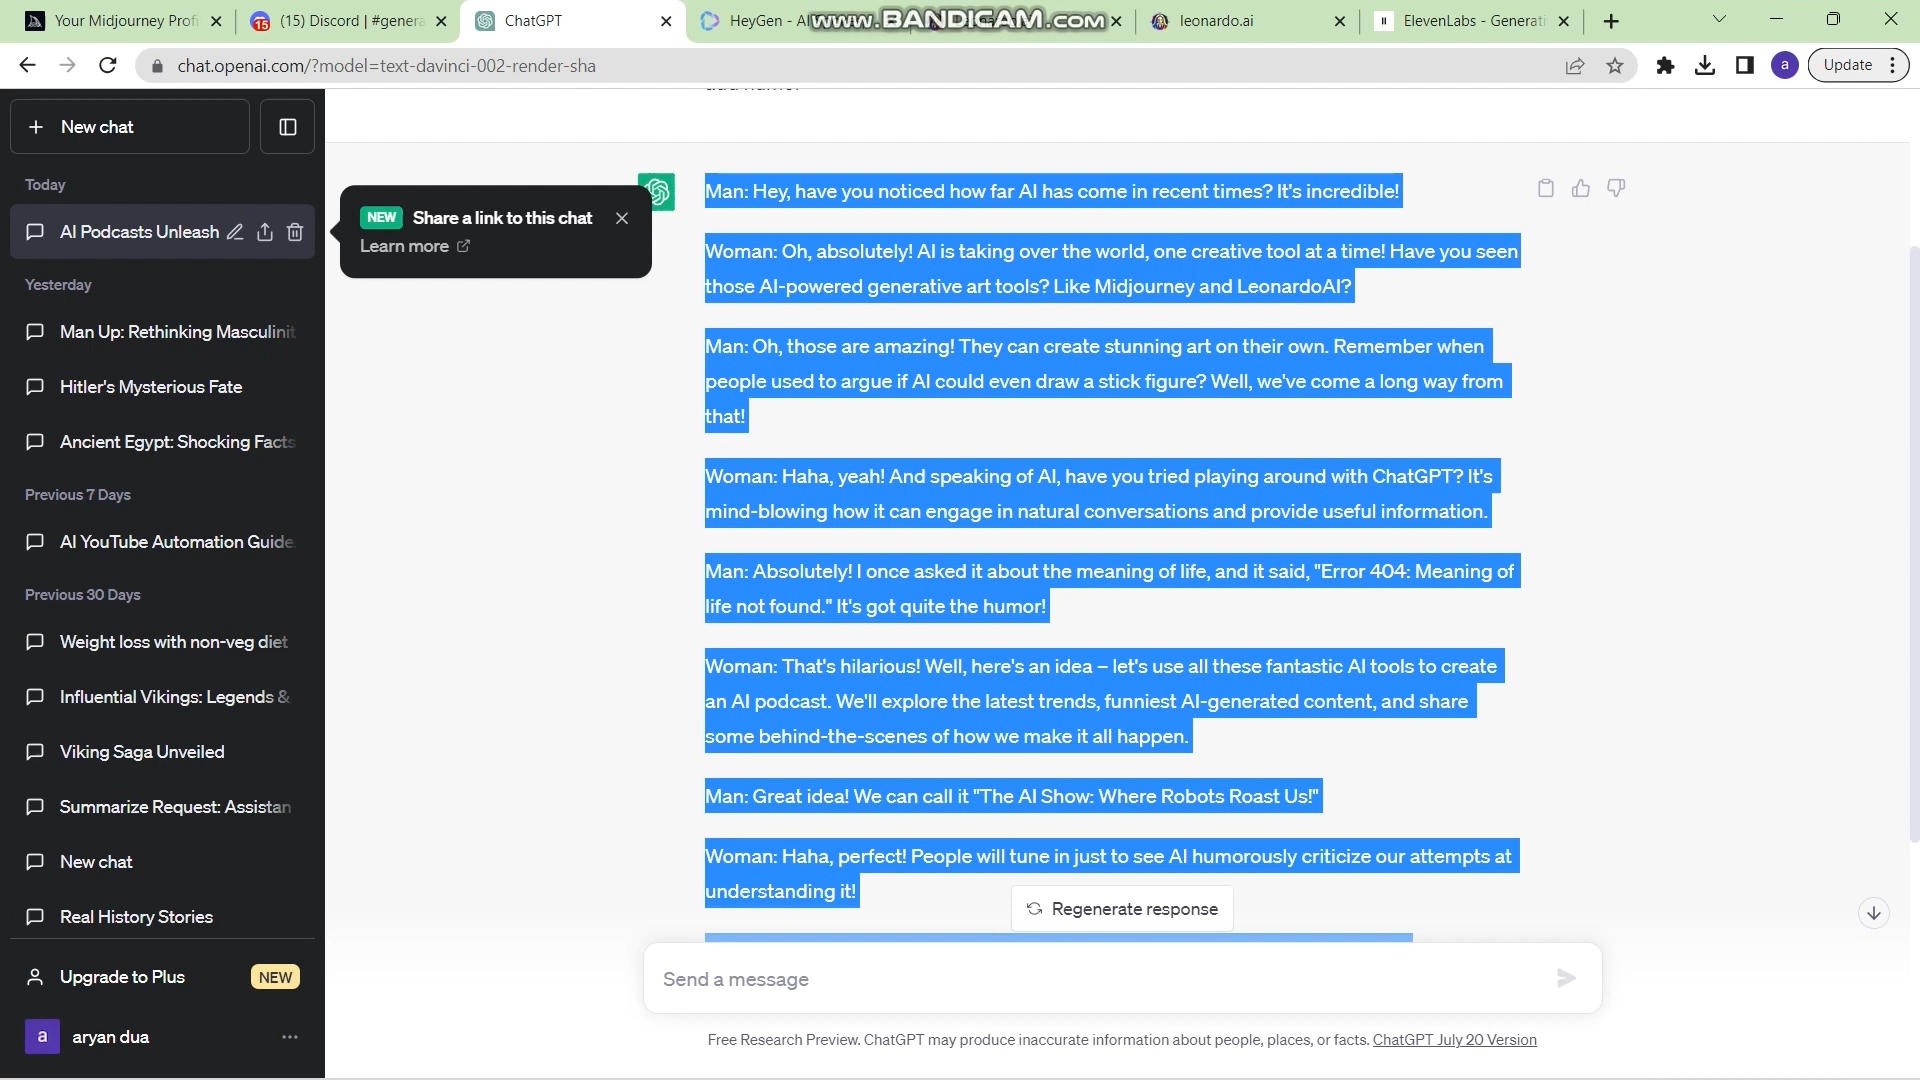 Your Midjourney Profi
(15) Discord | #genera
ChatGPT
HeyGen - AI
www.BANDICAM.com
leonardo.ai
ElevenLabs - Generati
chat.openai.com/?model=text-davinci-002-render-sha
a
Update
New chat
Today
AI Podcasts Unleash
Yesterday
Man Up: Rethinking Masculinit
Hitler's Mysterious Fate
Ancient Egypt: Shocking Facts
Previous 7 Days
AI YouTube Automation Guide
Previous 30 Days
Weight loss with non-veg diet
Influential Vikings: Legends &
Viking Saga Unveiled
Summarize Request: Assistan
New chat
Real History Stories
Upgrade to Plus NEW
a aryan dua
NEW Share a link to this chat
Learn more
Man: Hey, have you noticed how far AI has come in recent times? It's incredible!
Woman: Oh, absolutely! AI is taking over the world, one creative tool at a time! Have you seen
those AI-powered generative art tools? Like Midjourney and LeonardoAI?
Man: Oh, those are amazing! They can create stunning art on their own. Remember when
people used to argue if AI could even draw a stick figure? Well, we've come a long way from
that!
Woman: Haha, yeah! And speaking of AI, have you tried playing around with ChatGPT? It's
mind-blowing how it can engage in natural conversations and provide useful information.
Man: Absolutely! I once asked it about the meaning of life, and it said, "Error 404: Meaning of
life not found." It's got quite the humor!
Woman: That's hilarious! Well, here's an idea – let's use all these fantastic AI tools to create
an AI podcast. We'll explore the latest trends, funniest AI-generated content, and share
some behind-the-scenes of how we make it all happen.
Man: Great idea! We can call it "The AI Show: Where Robots Roast Us!"
Woman: Haha, perfect! People will tune in just to see AI humorously criticize our attempts at
understanding it!
Regenerate response
Send a message
Free Research Preview. ChatGPT may produce inaccurate information about people, places, or facts. ChatGPT July 20 Version